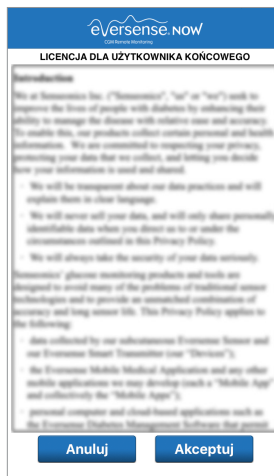 eversense. NOW
CGM Remote Monitoring
LICENCJA DLA UŻYTKOWNIKA KOŃCOWEGO
Introduction
We at Senseonics Inc. ("Senseonics", "us" or "we") seek to
improve the lives of people with diabetes by enhancing their
ability to manage the disease with relative ease and accuracy.
To enable this, our products collect certain personal and health
information. We are committed to respecting your privacy,
protecting your data that we collect, and letting you decide
how your information is used and shared.
· We will be transparent about our data practices and will
explain them in clear language.
· We will never sell your data, and will only share personally
identifiable data when you direct us to or under the
circumstances outlined in this Privacy Policy.
· We will always take the security of your data seriously.
Senseonics' glucose monitoring products and tools are
designed to avoid many of the problems of traditional sensor
technologies and to provide an unmatched combination of
accuracy and long sensor life. This Privacy Policy applies to
the following:
· data collected by our subcutaneous Eversense Sensor and
our Eversense Smart Transmitter (our "Devices");
· the Eversense Mobile Medical Application and any other
mobile applications we may develop (each a "Mobile App"
and collectively the "Mobile Apps");
· personal computer and cloud-based applications such as
the Eversense Diabetes Management Software that permit
Anuluj
Akceptuj